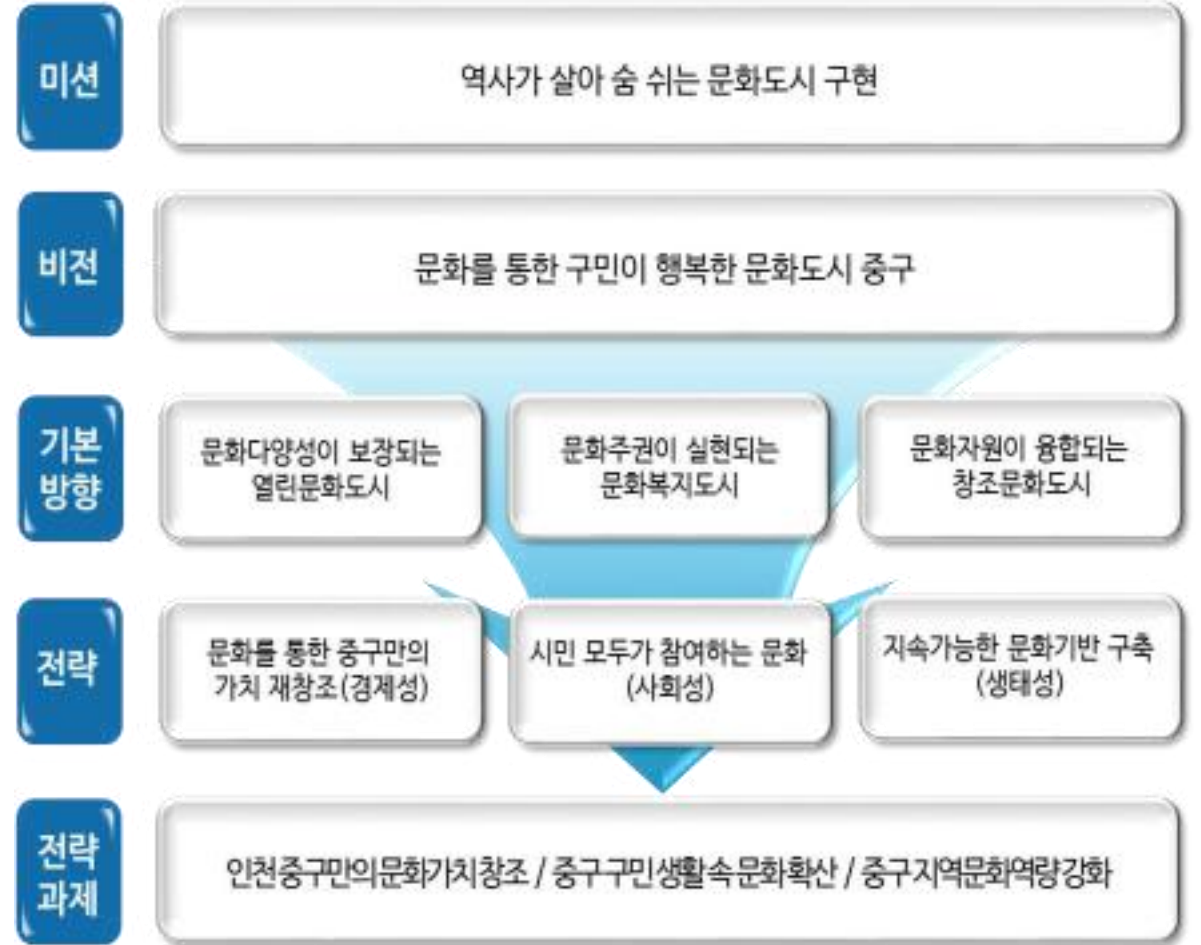 미션
역사가 살아 숨 쉬는 문화도시 구현
비전
문화를 통한 구민이 행복한 문화도시 중구
기본
방향
문화다양성이 보장되는
열린문화도시
문화주권이 실현되는
문화복지도시
문화자원이 융합되는
창조문화도시
전략
문화를 통한 중구만의
가치 재창조(경제성)
시민 모두가 참여하는 문화
(사회성)
지속가능한 문화기반 구축
(생태성)
전략
과제
인천중구만의문화가치창조 / 중구구민생활속문화확산 / 중구지역문화역량강화